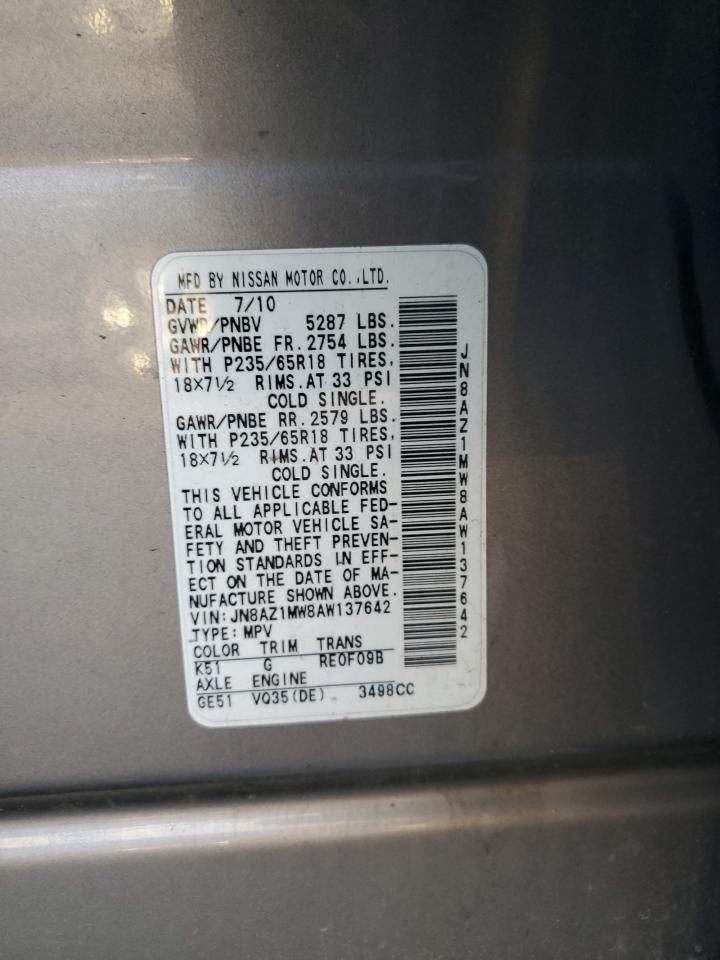 MFD BY NISSAN MOTOR CO.,LTD.
DATE 7/10
GVWR/PNBV 5287 LBS.
GAWR/PNBE FR. 2754 LBS.
WITH P235/65R18 TIRES,
18X7½ RIMS. AT 33 PSI
COLD SINGLE.
GAWR/PNBE RR. 2579 LBS.
WITH P235/65R18 TIRES,
18X7½ RIMS. AT 33 PSI
COLD SINGLE.
THIS VEHICLE CONFORMS
TO ALL APPLICABLE FED-
ERAL MOTOR VEHICLE SA-
FETY AND THEFT PREVEN-
TION STANDARDS IN EFF-
ECT ON THE DATE OF MA-
NUFACTURE SHOWN ABOVE.
VIN:JN8AZ1MW8AW137642
TYPE:MPV
COLOR TRIM TRANS
K51 G RE0F09B
AXLE ENGINE
GE51 VQ35(DE) 3498CC
JN8AZ1MW8AW137642